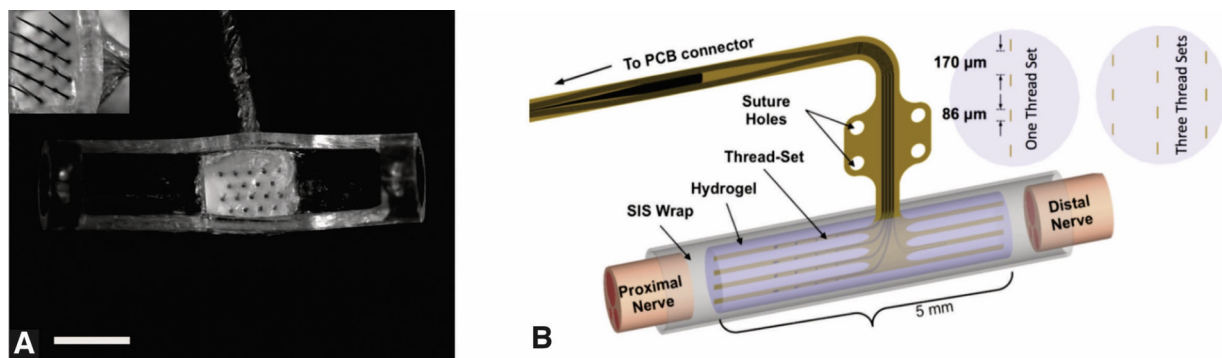 A
B
To PCB connector
Suture
Holes
Thread-Set
Hydrogel
SIS Wrap
Proximal
Nerve
Distal
Nerve
5 mm
170 μm
86 μm
One Thread Set
Three Thread Sets